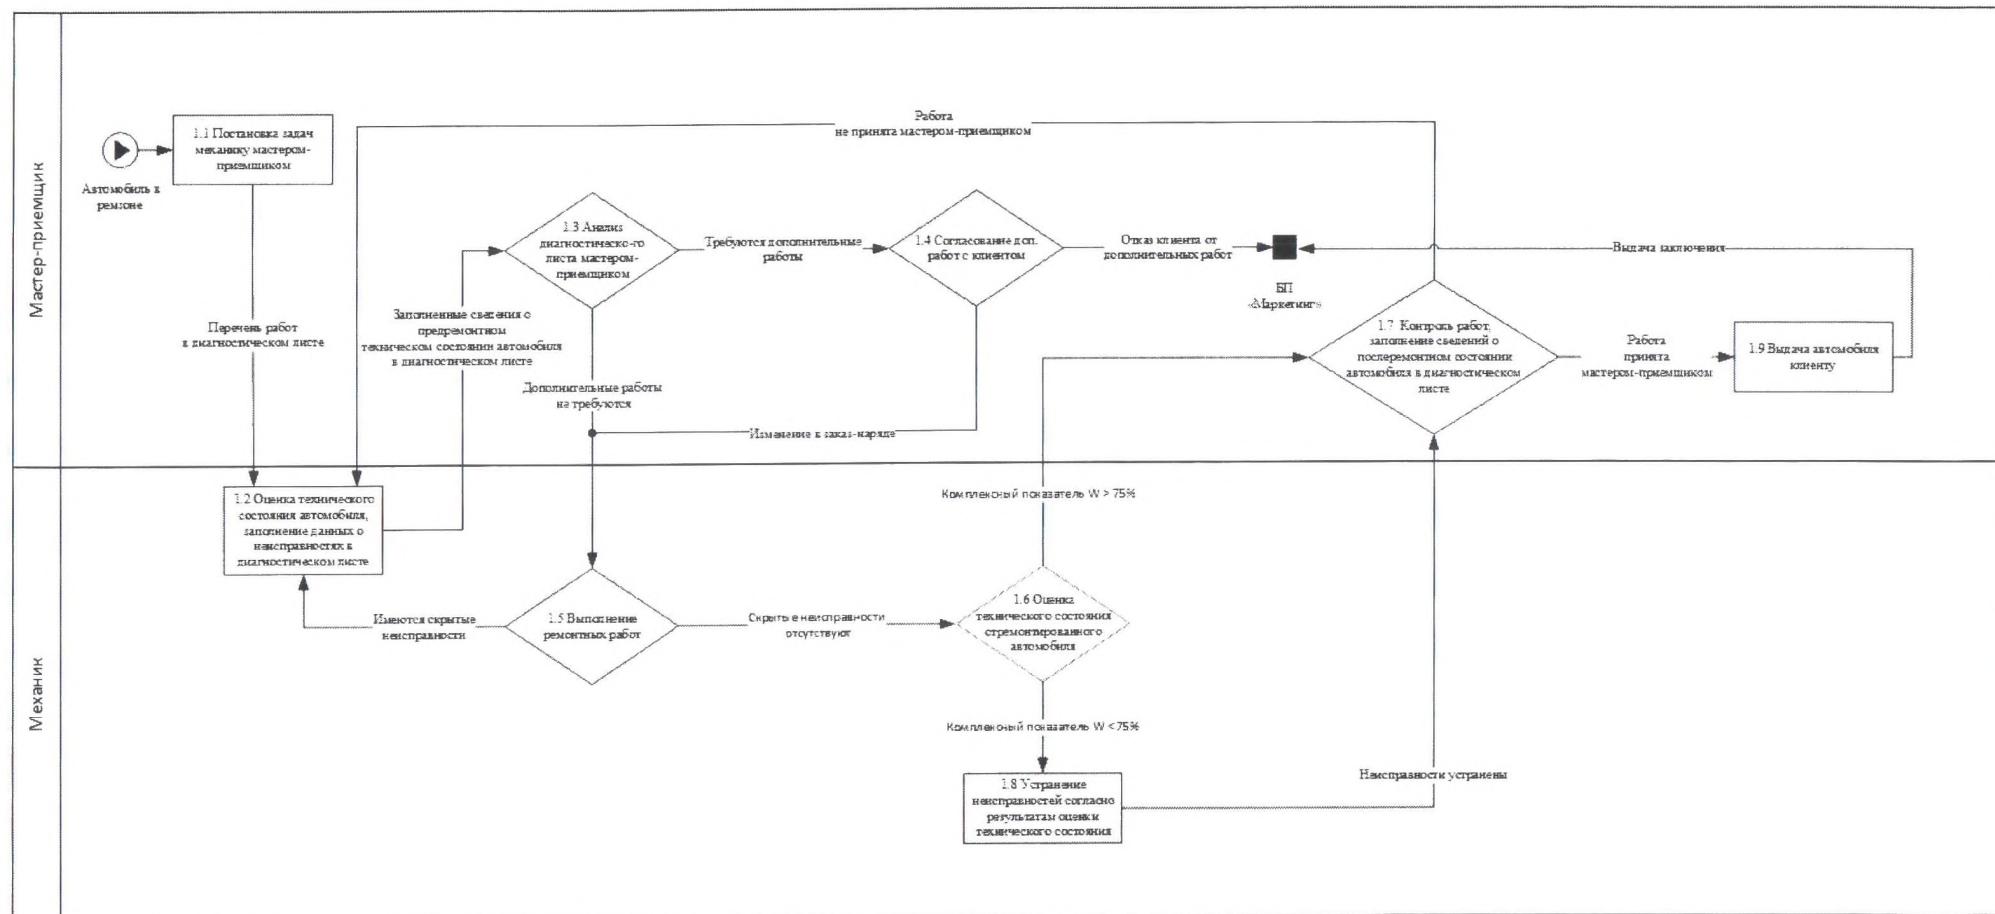 Мастер-приемщик
1.1 Постановка задач
механику мастером-
приемщиком
Автомобиль в
ремзоне
Перечень работ
в диагностическом листе
Заполненные сведения о
предремонтном
техническом состоянии автомобиля
в диагностическом листе
1.3 Анализ
диагностическо-го
листа мастером-
приемщиком
Требуются дополнительные
работы
Дополнительные работы
не требуются
1.4 Согласование доп.
работ с клиентом
Изменение в заказ-наряде
Отказ клиента от
дополнительных работ
БП
«Маркетинг»
Работа
не принята мастером-приемщиком
1.7 Контроль работ,
заполнение сведений о
послеремонтном состоянии
автомобиля в диагностическом
листе
Работа
принята
мастером-приемщиком
1.9 Выдача автомобиля
клиенту
Выдача заключения
Механик
1.2 Оценка технического
состояния автомобиля,
заполнение данных о
неисправностях в
диагностическом листе
Имеются скрытые
неисправности
1.5 Выполнение
ремонтных работ
Скрытые неисправности
отсутствуют
Комплексный показатель W > 75%
1.6 Оценка
технического состояния
отремонтированного
автомобиля
Комплексный показатель W < 75%
1.8 Устранение
неисправностей согласно
результатам оценки
технического состояния
Неисправности устранены